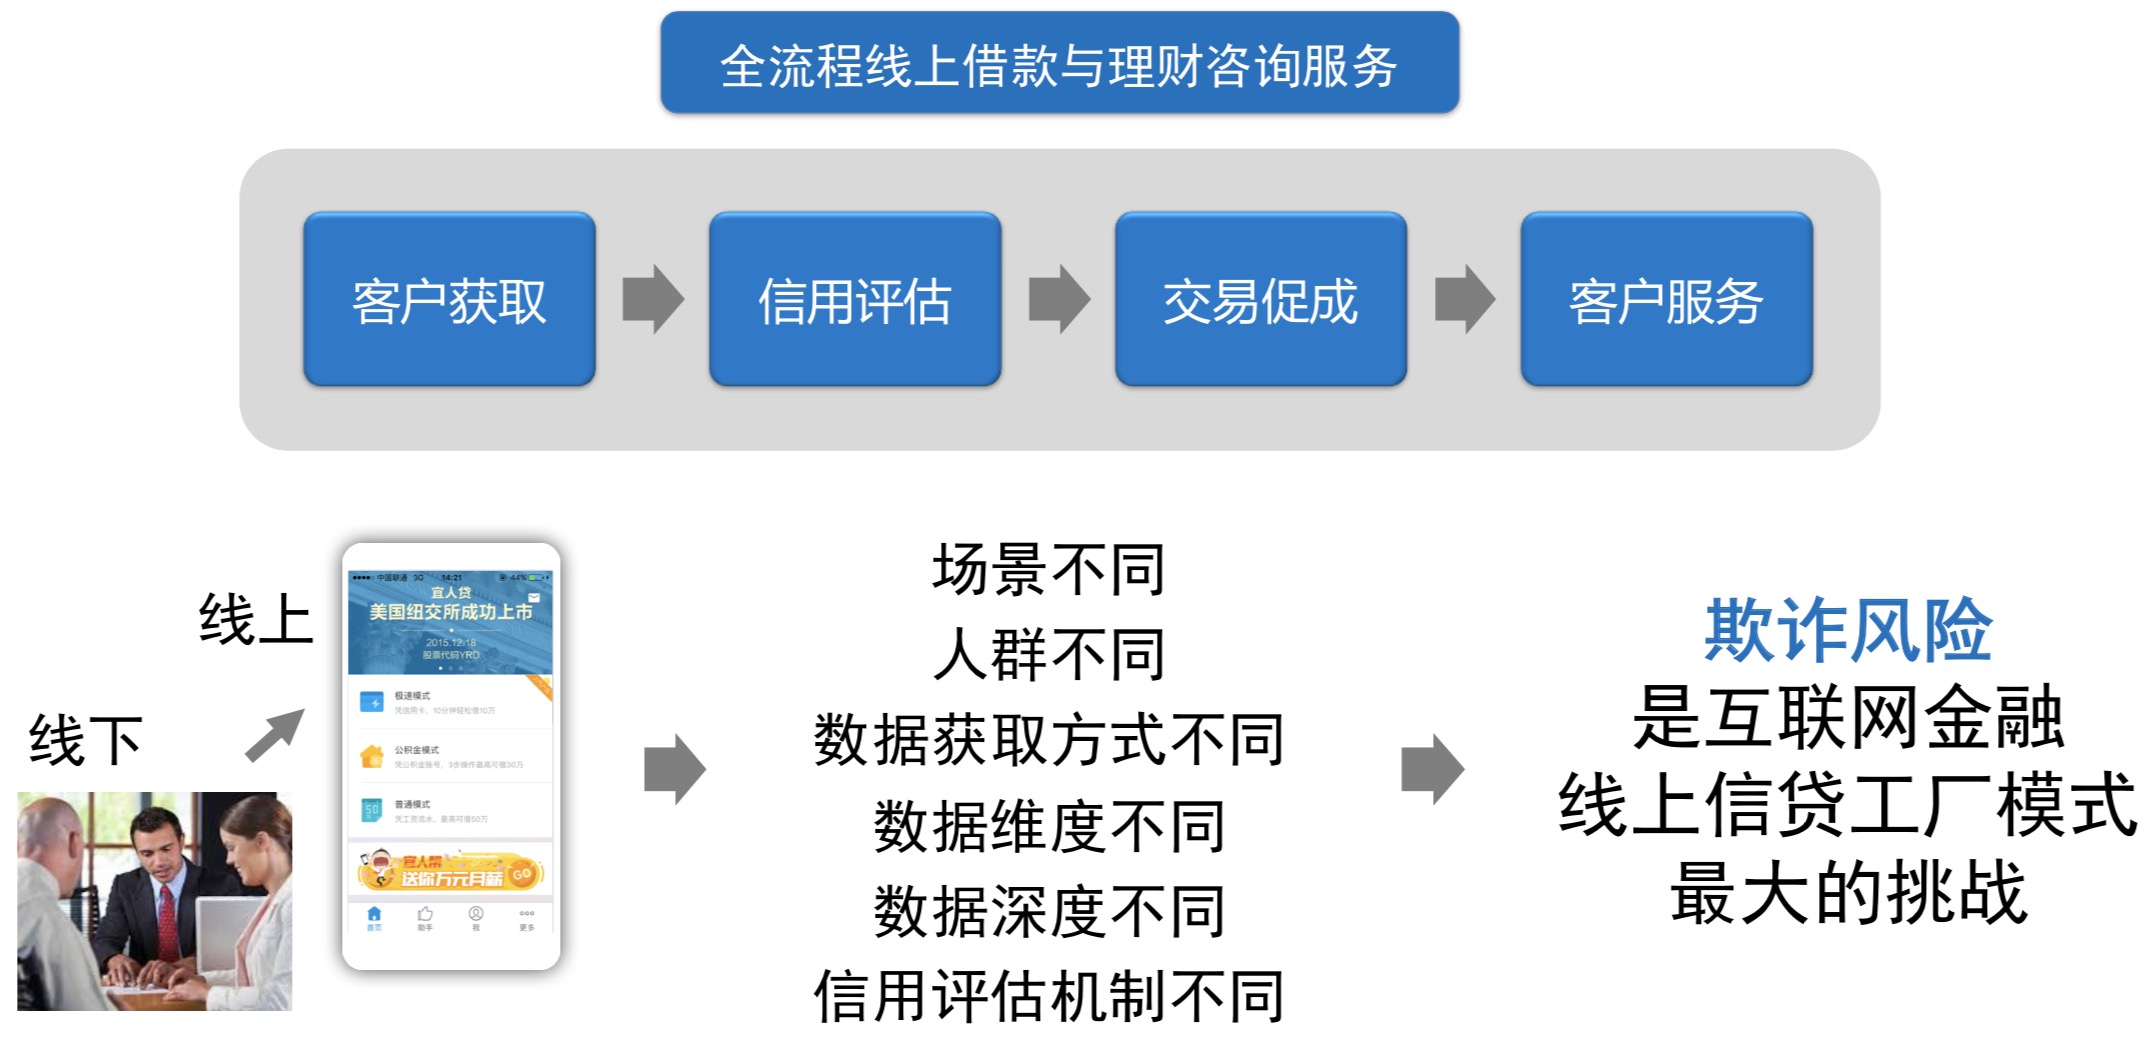 全流程线上借款与理财咨询服务
客户获取
信用评估
交易促成
客户服务
线上
线下
中国联通 3G 14:21 44%
宜人贷
美国纽交所成功上市
2015.12.18
股票代码YRD
极速模式
凭信用卡，10分钟轻松借10万
公积金模式
凭公积金账号，3步操作最高可借30万
普通模式
凭工资流水，最高可借50万
宜人帮
送你万元月薪
GO
首页
助手
我
更多
场景不同
人群不同
数据获取方式不同
数据维度不同
数据深度不同
信用评估机制不同
欺诈风险
是互联网金融
线上信贷工厂模式
最大的挑战